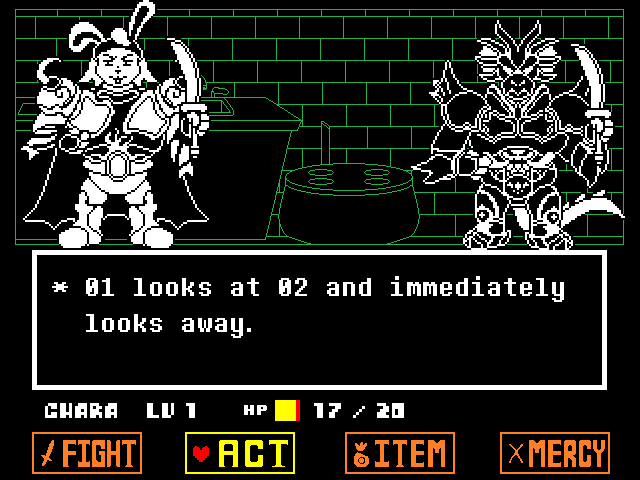 * 01 looks at 02 and immediately
looks away.
CHARA LV 1 HP 17 / 20
FIGHT ACT ITEM MERCY